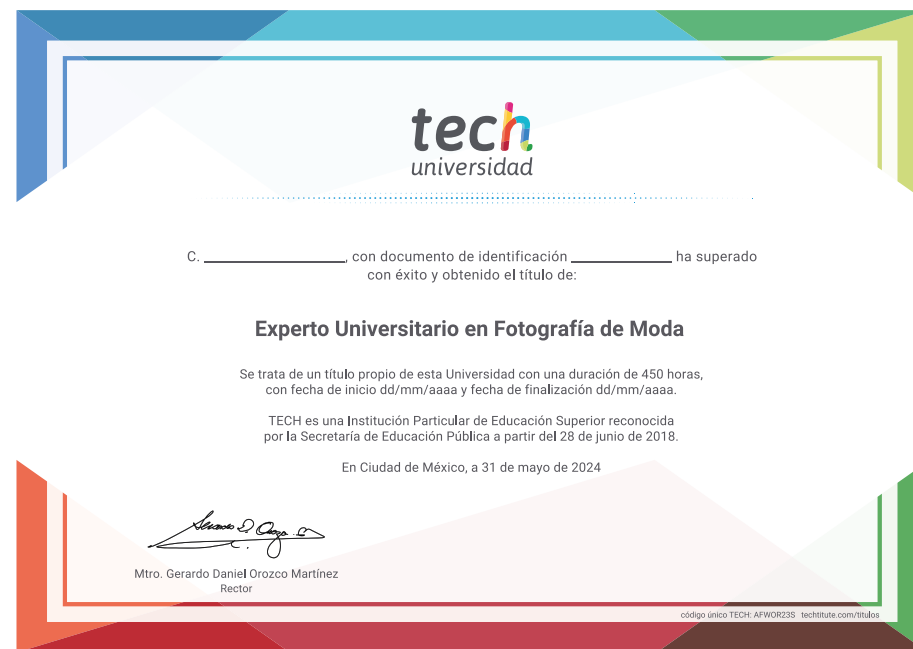 tech
universidad
C. ____________, con documento de identificación ____________ ha superado
con éxito y obtenido el título de:
Experto Universitario en Fotografía de Moda
Se trata de un título propio de esta Universidad con una duración de 450 horas,
con fecha de inicio dd/mm/aaaa y fecha de finalización dd/mm/aaaa.
TECH es una Institución Particular de Educación Superior reconocida
por la Secretaría de Educación Pública a partir del 28 de junio de 2018.
En Ciudad de México, a 31 de mayo de 2024
Mtro. Gerardo Daniel Orozco Martínez
Rector
código único TECH: AFWOR23S techtitute.com/titulos